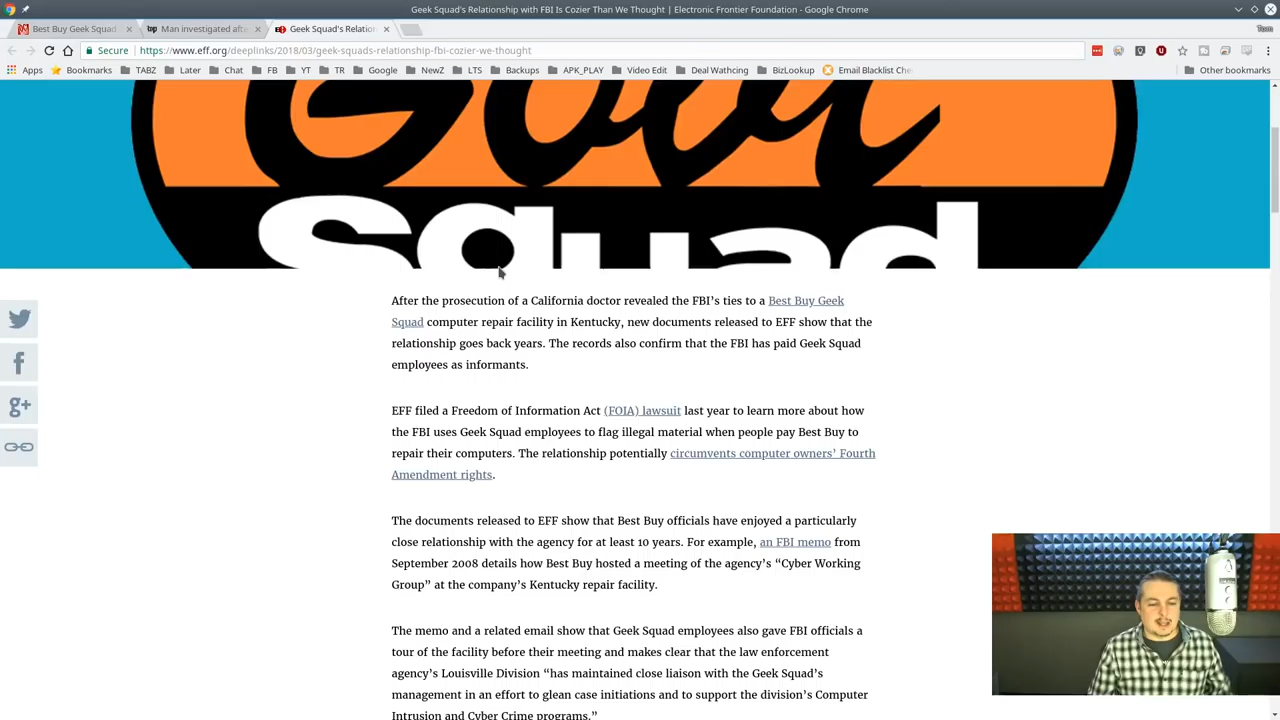 Geek Squad's Relationship with FBI Is Cozier Than We Thought | Electronic Frontier Foundation - Google Chrome
Best Buy Geek Squad
Man investigated afte
Geek Squad's Relation
Tom
Secure
https://www.eff.org/deeplinks/2018/03/geek-squads-relationship-fbi-cozier-we-thought
Apps Bookmarks TABZ Later Chat FB YT TR Google NewZ LTS Backups APK_PLAY Video Edit Deal Wathcing BizLookup Email Blacklist Che Other bookmarks
Geek
Squad
After the prosecution of a California doctor revealed the FBI’s ties to a Best Buy Geek
Squad computer repair facility in Kentucky, new documents released to EFF show that the
relationship goes back years. The records also confirm that the FBI has paid Geek Squad
employees as informants.
EFF filed a Freedom of Information Act (FOIA) lawsuit last year to learn more about how
the FBI uses Geek Squad employees to flag illegal material when people pay Best Buy to
repair their computers. The relationship potentially circumvents computer owners’ Fourth
Amendment rights.
The documents released to EFF show that Best Buy officials have enjoyed a particularly
close relationship with the agency for at least 10 years. For example, an FBI memo from
September 2008 details how Best Buy hosted a meeting of the agency’s “Cyber Working
Group” at the company’s Kentucky repair facility.
The memo and a related email show that Geek Squad employees also gave FBI officials a
tour of the facility before their meeting and makes clear that the law enforcement
agency’s Louisville Division “has maintained close liaison with the Geek Squad’s
management in an effort to glean case initiations and to support the division’s Computer
Intrusion and Cyber Crime programs.”